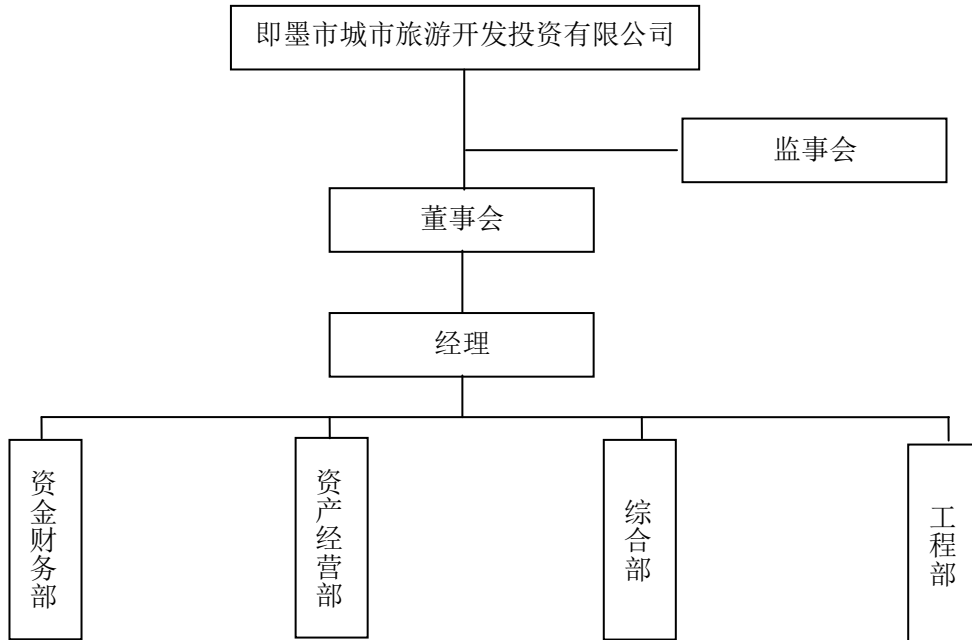 即墨市城市旅游开发投资有限公司
监事会
董事会
经理
资金财务部
资产经营部
综合部
工程部